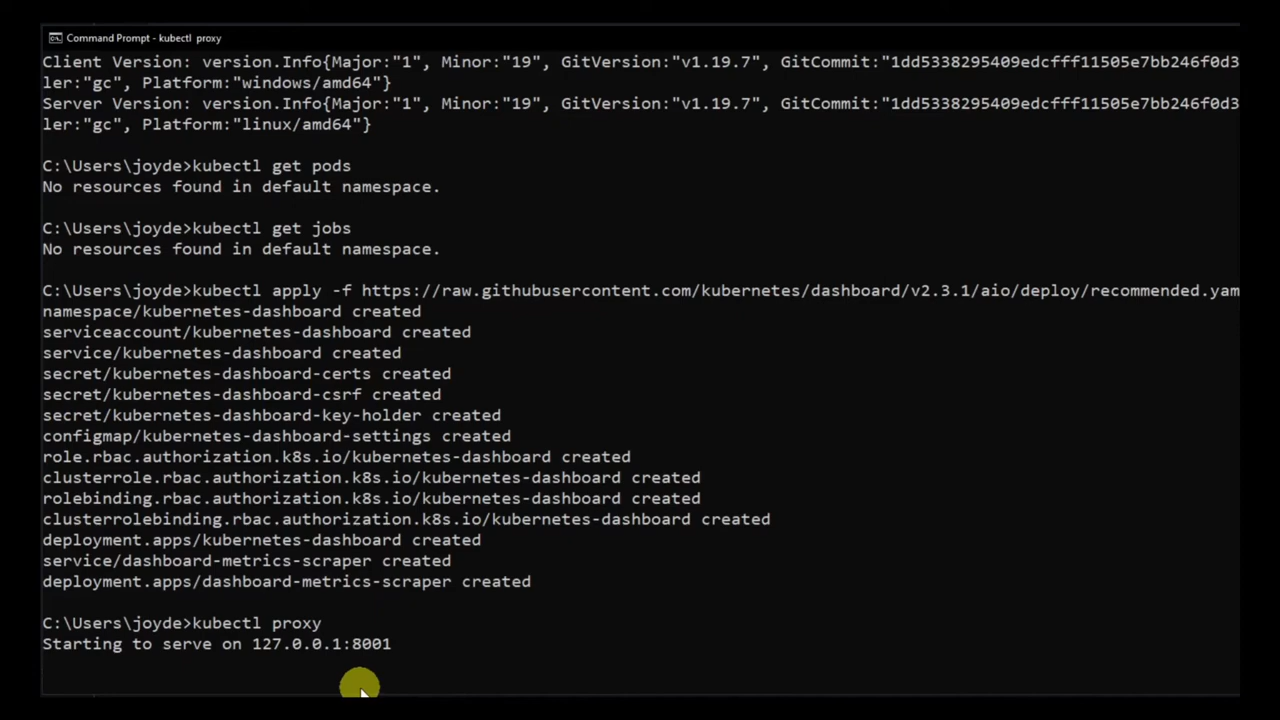 Command Prompt - kubectl proxy
Client Version: version.Info{Major:"1", Minor:"19", GitVersion:"v1.19.7", GitCommit:"1dd5338295409edcfff11505e7bb246f0d3
ler:"gc", Platform:"windows/amd64"}
Server Version: version.Info{Major:"1", Minor:"19", GitVersion:"v1.19.7", GitCommit:"1dd5338295409edcfff11505e7bb246f0d3
ler:"gc", Platform:"linux/amd64"}
C:\Users\joyde>kubectl get pods
No resources found in default namespace.
C:\Users\joyde>kubectl get jobs
No resources found in default namespace.
C:\Users\joyde>kubectl apply -f https://raw.githubusercontent.com/kubernetes/dashboard/v2.3.1/aio/deploy/recommended.yam
namespace/kubernetes-dashboard created
serviceaccount/kubernetes-dashboard created
service/kubernetes-dashboard created
secret/kubernetes-dashboard-certs created
secret/kubernetes-dashboard-csrf created
secret/kubernetes-dashboard-key-holder created
configmap/kubernetes-dashboard-settings created
role.rbac.authorization.k8s.io/kubernetes-dashboard created
clusterrole.rbac.authorization.k8s.io/kubernetes-dashboard created
rolebinding.rbac.authorization.k8s.io/kubernetes-dashboard created
clusterrolebinding.rbac.authorization.k8s.io/kubernetes-dashboard created
deployment.apps/kubernetes-dashboard created
service/dashboard-metrics-scraper created
deployment.apps/dashboard-metrics-scraper created
C:\Users\joyde>kubectl proxy
Starting to serve on 127.0.0.1:8001